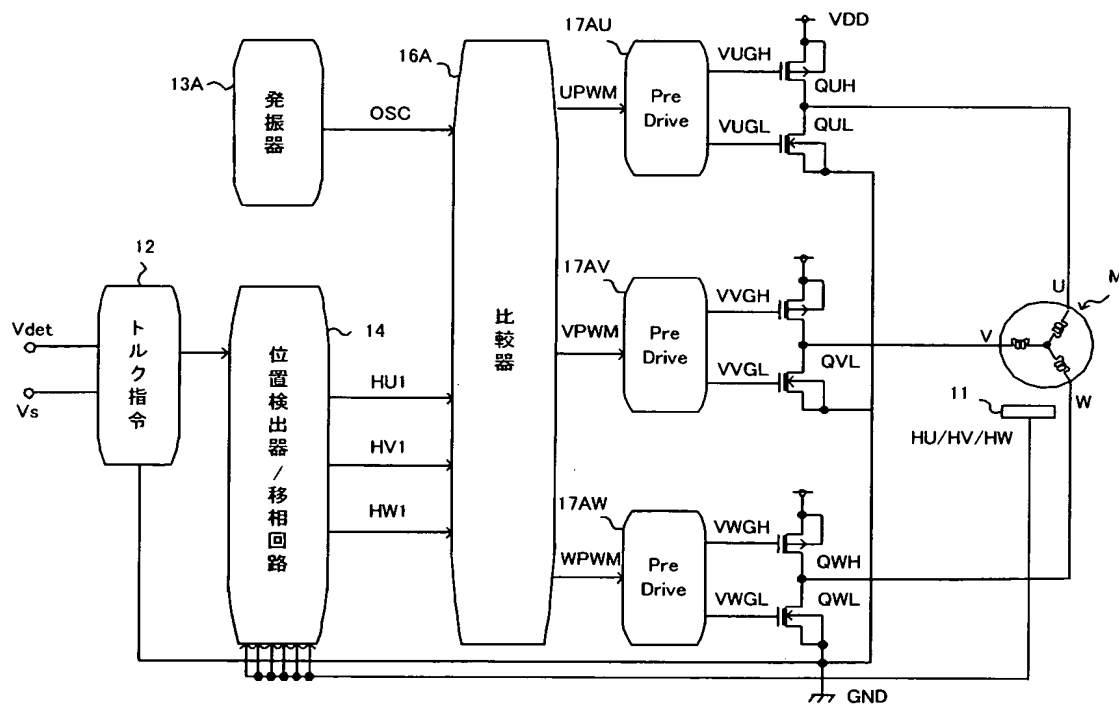 VDD
17AU
16A
VUGH
13A
QUH
UPWM
Pre
Drive
発振器
OSC
VUGL
QUL
12
17AV
M
U
VVGH
Vdet
トルク指令
14
比較器
VPWM
Pre
Drive
V
QVL
位置検出器/移相回路
HU1
VVGL
Vs
W
11
HU/HV/HW
HV1
17AW
HW1
VWGH
QWH
WPWM
Pre
Drive
VWGL
QWL
GND